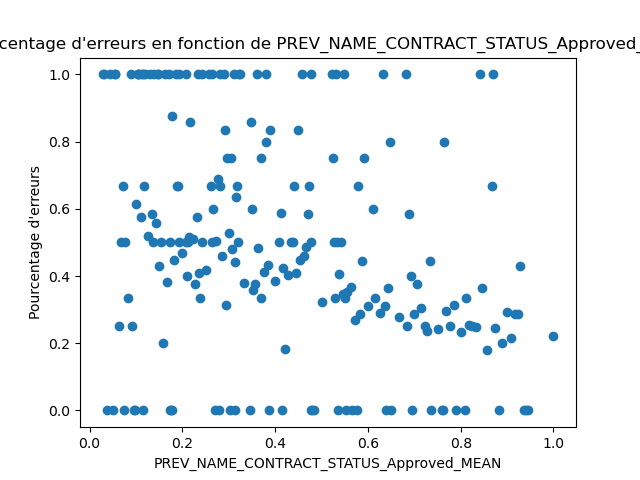 centage d'erreurs en fonction de PREV_NAME_CONTRACT_STATUS_Approved_
1.0
0.8
0.6
0.4
0.2
0.0
Pourcentage d'erreurs
0.0 0.2 0.4 0.6 0.8 1.0
PREV_NAME_CONTRACT_STATUS_Approved_MEAN